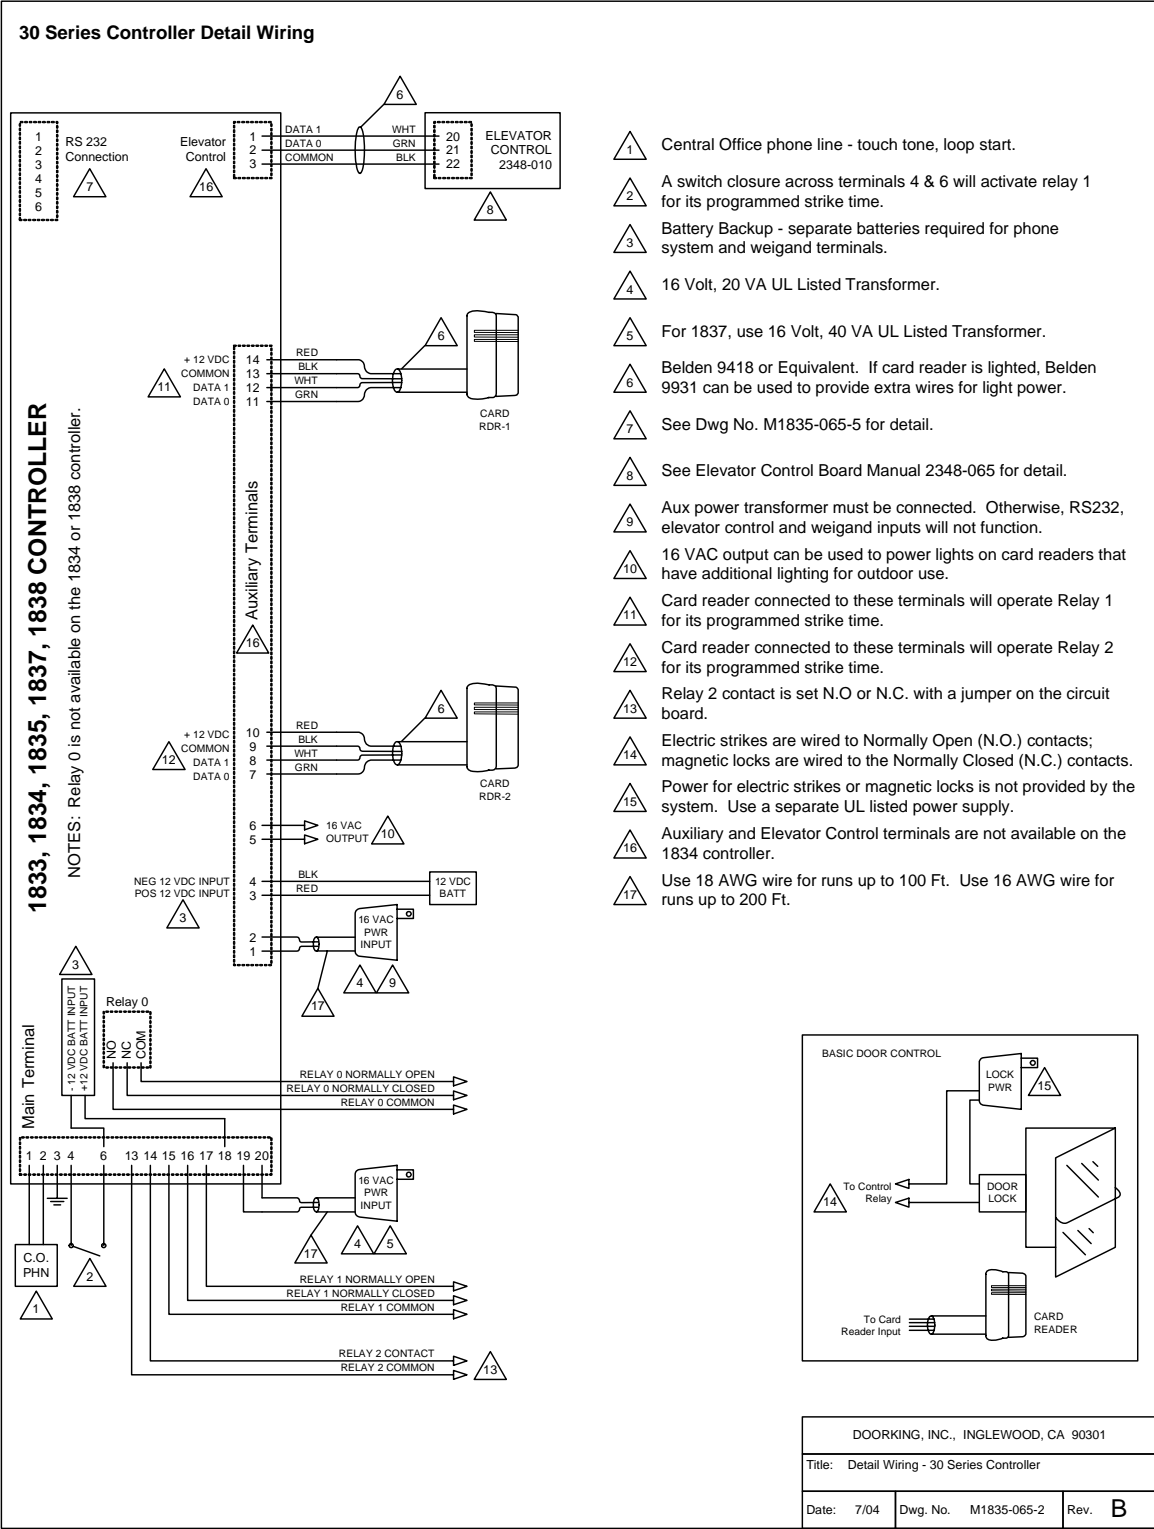 30 Series Controller Detail Wiring
1
2
3
4
5
6
RS 232
Connection
7
Elevator
Control
16
1
2
3
DATA 1
DATA 0
COMMON
WHT
GRN
BLK
6
20
21
22
ELEVATOR
CONTROL
2348-010
8
+ 12 VDC
COMMON
DATA 1
DATA 0
11
14
13
12
11
RED
BLK
WHT
GRN
6
CARD
RDR-1
1833, 1834, 1835, 1837, 1838 CONTROLLER
NOTES: Relay 0 is not available on the 1834 or 1838 controller.
Auxiliary Terminals
16
+ 12 VDC
COMMON
DATA 1
DATA 0
12
10
9
8
7
RED
BLK
WHT
GRN
6
CARD
RDR-2
6
5
16 VAC
OUTPUT
10
NEG 12 VDC INPUT
POS 12 VDC INPUT
3
4
3
BLK
RED
12 VDC
BATT
2
1
16 VAC
PWR
INPUT
17
4
9
3
- 12 VDC BATT INPUT
+12 VDC BATT INPUT
Relay 0
NO
NC
COM
Main Terminal
RELAY 0 NORMALLY OPEN
RELAY 0 NORMALLY CLOSED
RELAY 0 COMMON
1 2 3 4 6 13 14 15 16 17 18 19 20
16 VAC
PWR
INPUT
17
4
5
C.O.
PHN
1
2
RELAY 1 NORMALLY OPEN
RELAY 1 NORMALLY CLOSED
RELAY 1 COMMON
RELAY 2 CONTACT
RELAY 2 COMMON
13
1 Central Office phone line - touch tone, loop start.
2 A switch closure across terminals 4 & 6 will activate relay 1
for its programmed strike time.
3 Battery Backup - separate batteries required for phone
system and weigand terminals.
4 16 Volt, 20 VA UL Listed Transformer.
5 For 1837, use 16 Volt, 40 VA UL Listed Transformer.
6 Belden 9418 or Equivalent. If card reader is lighted, Belden
9931 can be used to provide extra wires for light power.
7 See Dwg No. M1835-065-5 for detail.
8 See Elevator Control Board Manual 2348-065 for detail.
9 Aux power transformer must be connected. Otherwise, RS232,
elevator control and weigand inputs will not function.
10 16 VAC output can be used to power lights on card readers that
have additional lighting for outdoor use.
11 Card reader connected to these terminals will operate Relay 1
for its programmed strike time.
12 Card reader connected to these terminals will operate Relay 2
for its programmed strike time.
13 Relay 2 contact is set N.O or N.C. with a jumper on the circuit
board.
14 Electric strikes are wired to Normally Open (N.O.) contacts;
magnetic locks are wired to the Normally Closed (N.C.) contacts.
15 Power for electric strikes or magnetic locks is not provided by the
system. Use a separate UL listed power supply.
16 Auxiliary and Elevator Control terminals are not available on the
1834 controller.
17 Use 18 AWG wire for runs up to 100 Ft. Use 16 AWG wire for
runs up to 200 Ft.
BASIC DOOR CONTROL
LOCK
PWR
15
To Control
Relay
14
DOOR
LOCK
To Card
Reader Input
CARD
READER
DOORKING, INC., INGLEWOOD, CA 90301
Title: Detail Wiring - 30 Series Controller
Date: 7/04 Dwg. No. M1835-065-2 Rev. B